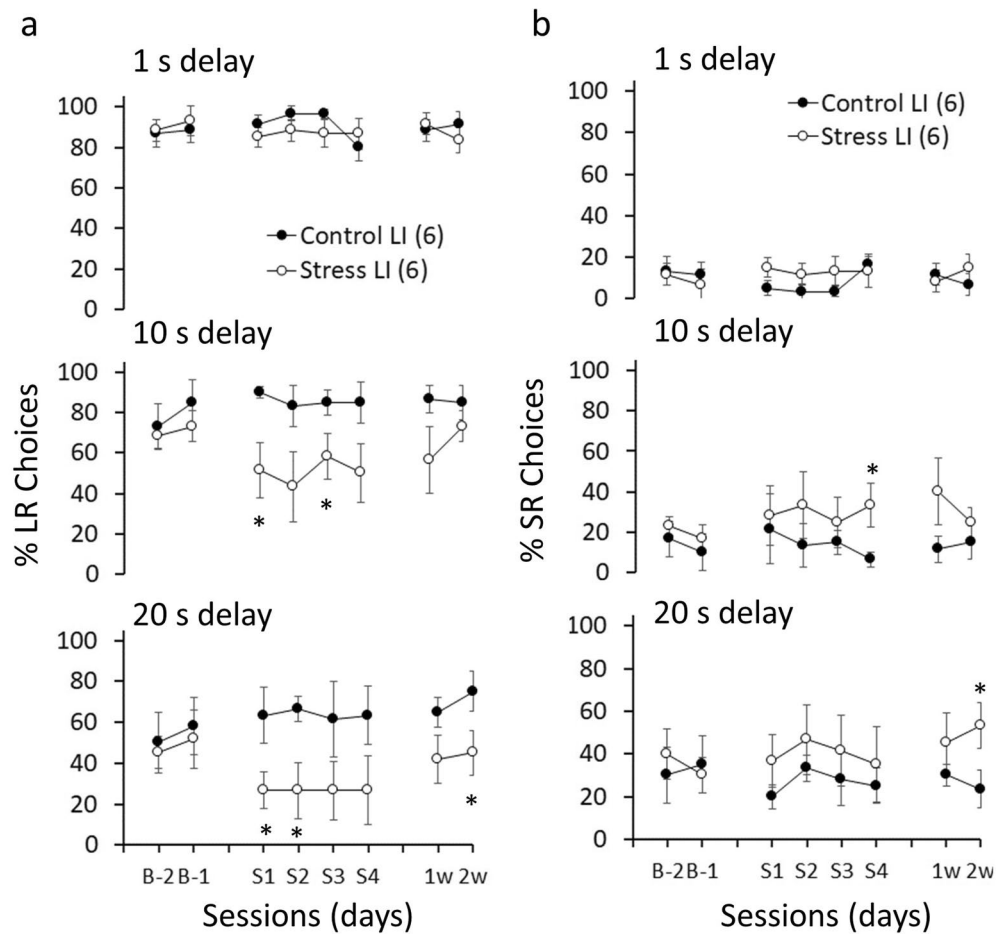 a
1 s delay
100
80
60
40
20
0
Control LI (6)
Stress LI (6)
10 s delay
100
80
60
40
20
0
* *
% LR Choices
20 s delay
100
80
60
40
20
0
* * *
B-2 B-1 S1 S2 S3 S4 1w 2w
Sessions (days)
b
1 s delay
100
80
60
40
20
0
Control LI (6)
Stress LI (6)
10 s delay
100
80
60
40
20
0
*
% SR Choices
20 s delay
100
80
60
40
20
0
*
B-2 B-1 S1 S2 S3 S4 1w 2w
Sessions (days)